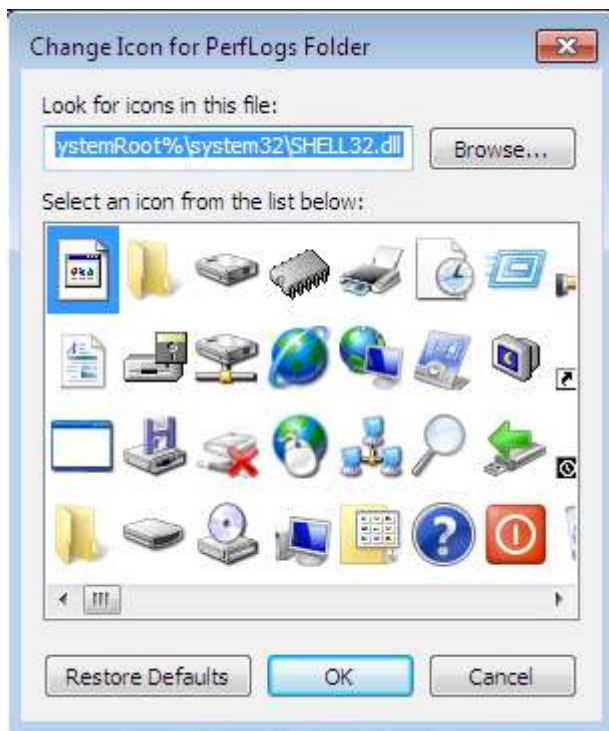 Change Icon for PerfLogs Folder
Look for icons in this file:
ystemRoot%\system32\SHELL32.dll
Browse...
Select an icon from the list below:
Restore Defaults
OK
Cancel